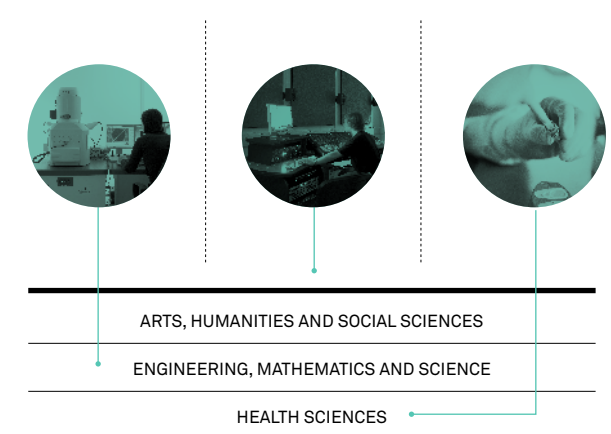 ARTS, HUMANITIES AND SOCIAL SCIENCES
ENGINEERING, MATHEMATICS AND SCIENCE
HEALTH SCIENCES